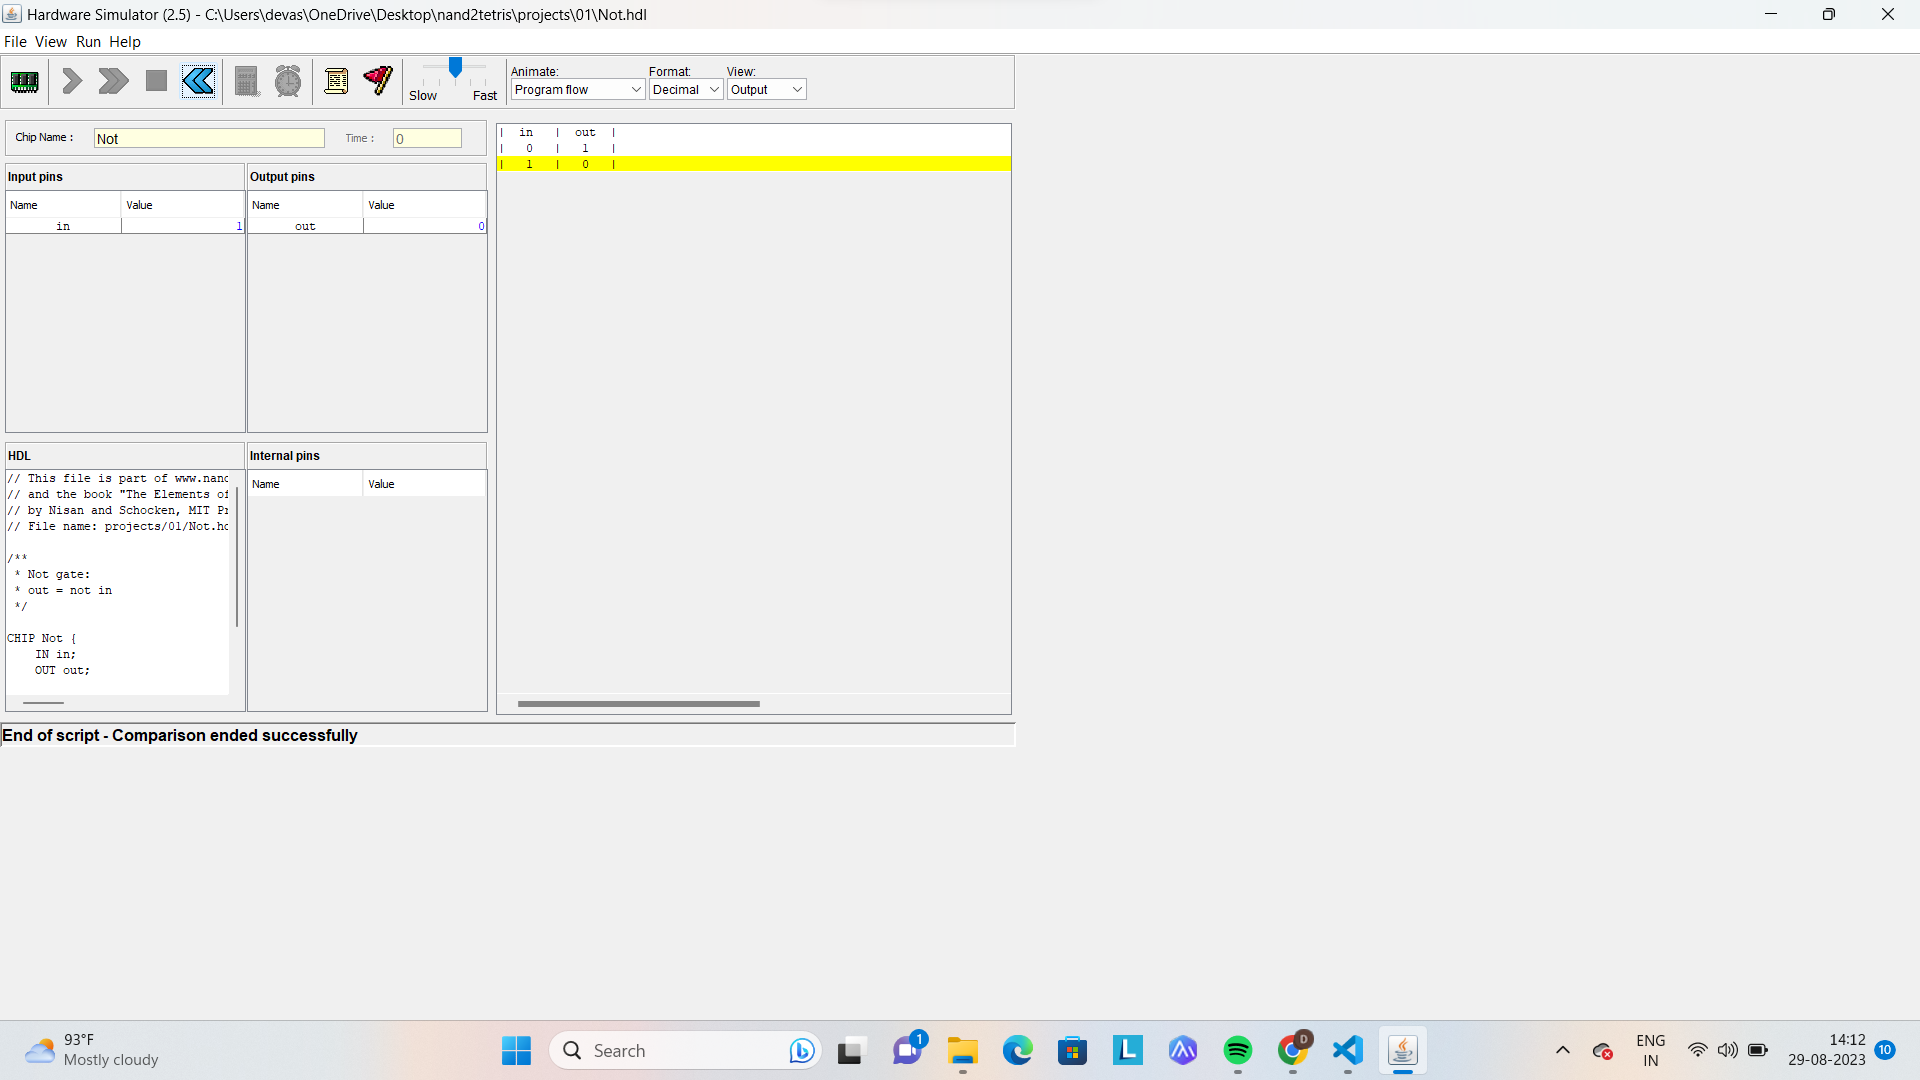 Hardware Simulator (2.5) - C:\Users\devas\OneDrive\Desktop\nand2tetris\projects\01\Not.hdl
File View Run Help
Slow Fast
Animate: Format: View:
Program flow Decimal Output
Chip Name : Not Time : 0
Input pins Output pins
Name Value Name Value
in 1 out 0
| in | out |
| 0 | 1 |
| 1 | 0 |
HDL Internal pins
Name Value
// This file is part of www.nanc
// and the book "The Elements of
// by Nisan and Schocken, MIT Pr
// File name: projects/01/Not.hd
/**
* Not gate:
* out = not in
*/
CHIP Not {
IN in;
OUT out;
End of script - Comparison ended successfully
93°F
Mostly cloudy
Search
1
D
ENG
IN
14:12
29-08-2023
10